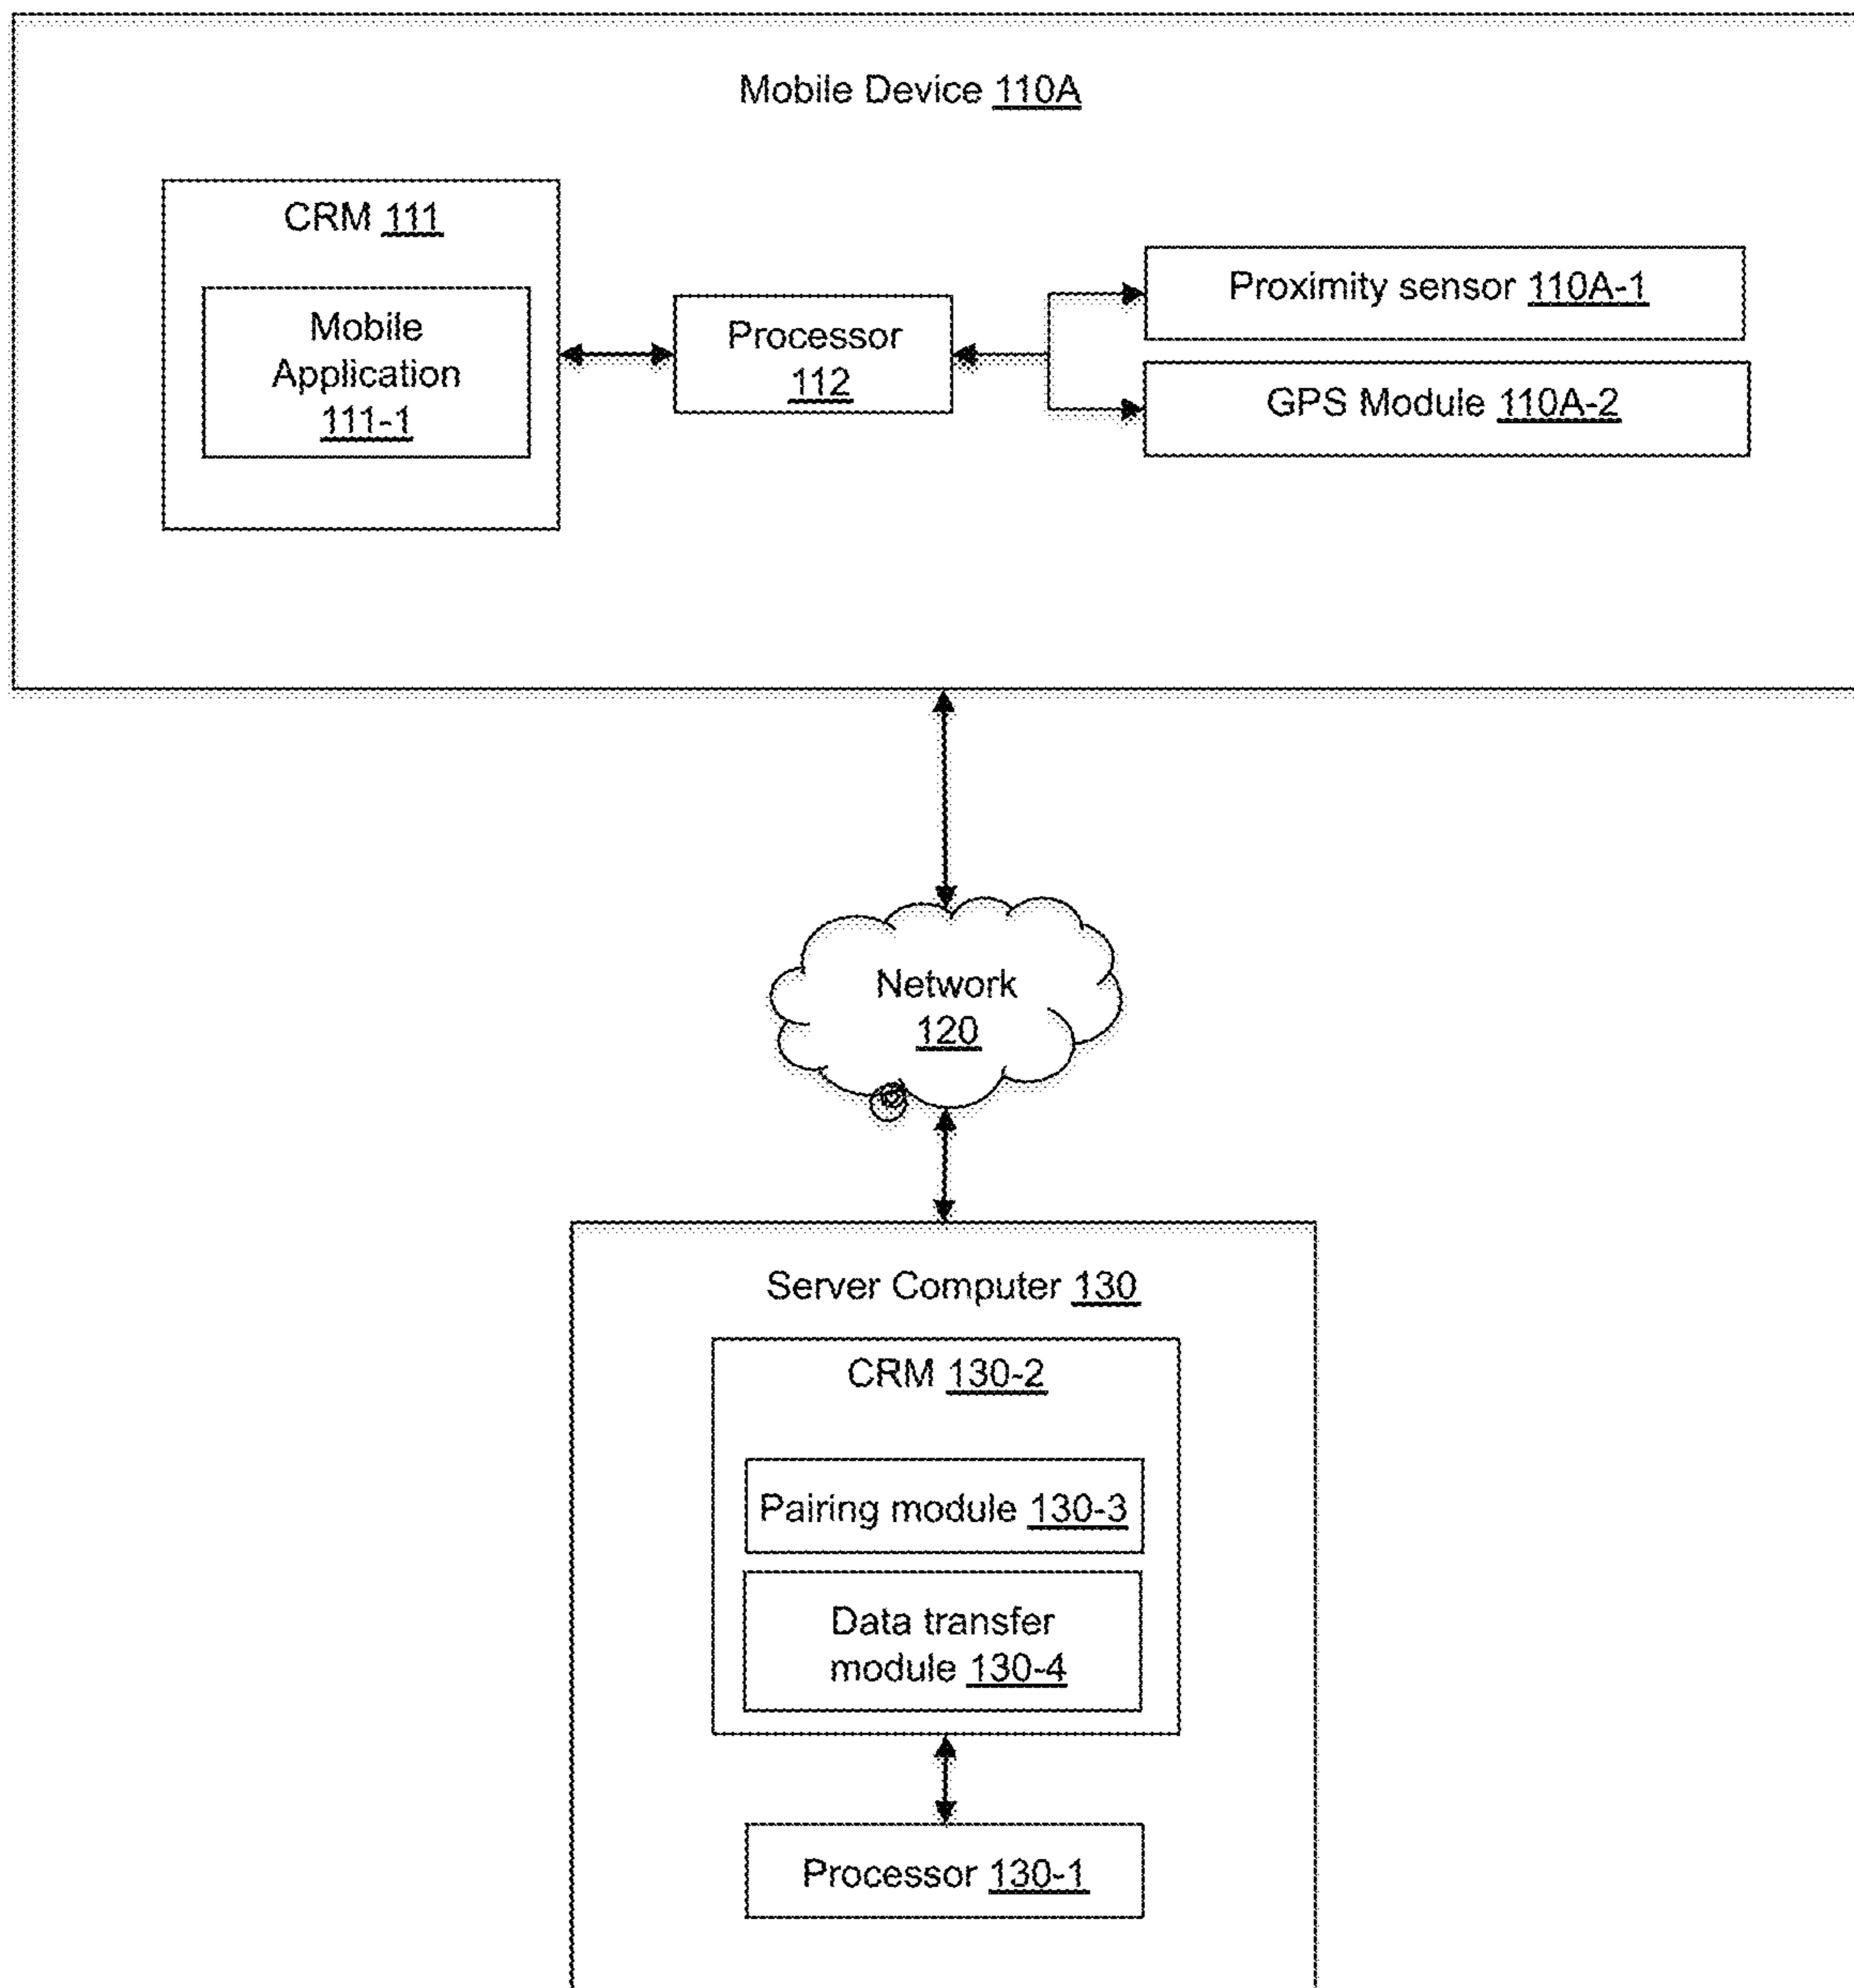 Mobile Device 110A
CRM 111
Mobile
Application
111-1
Processor
112
Proximity sensor 110A-1
GPS Module 110A-2
Network
120
Server Computer 130
CRM 130-2
Pairing module 130-3
Data transfer
module 130-4
Processor 130-1